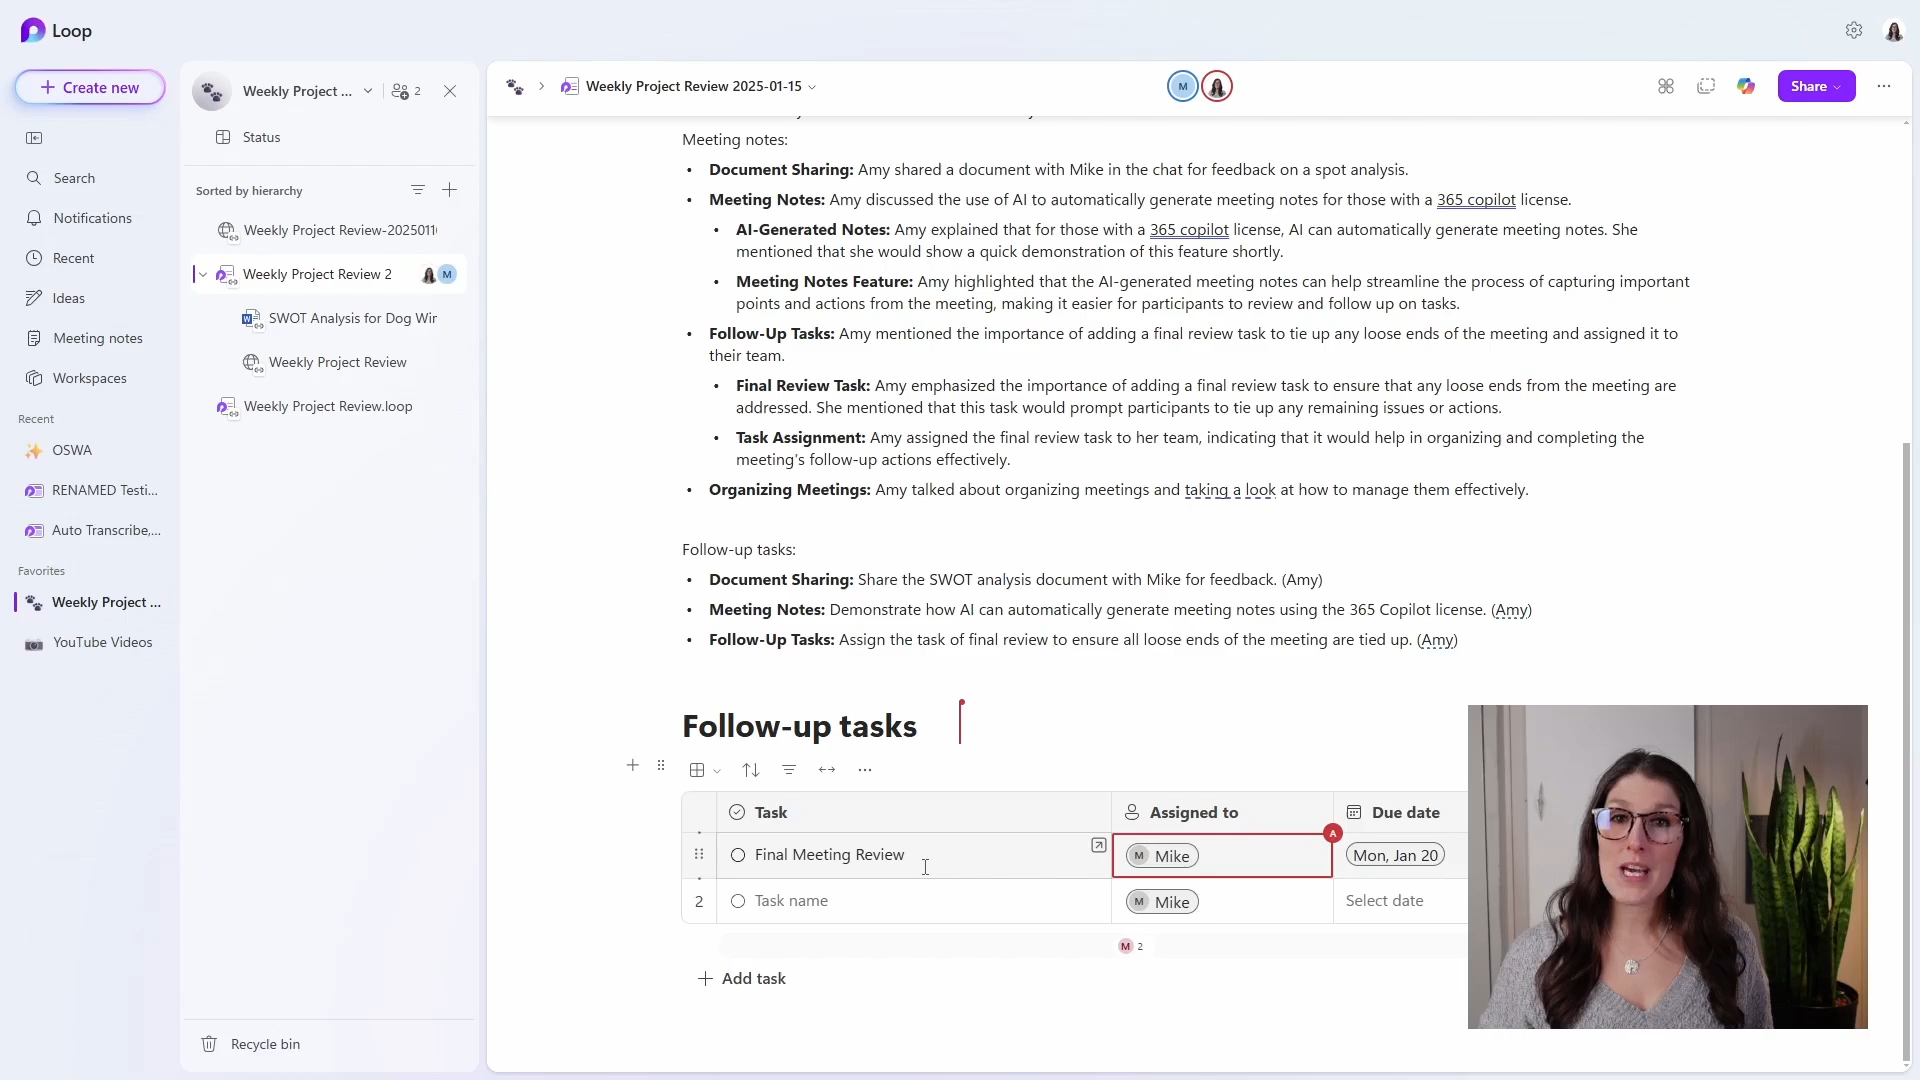 Loop
Create new
Search
Notifications
Recent
Ideas
Meeting notes
Workspaces
Recent
OSWA
RENAMED Testi...
Auto Transcribe,...
Favorites
Weekly Project ...
YouTube Videos
Weekly Project ...
2
Status
Sorted by hierarchy
Weekly Project Review-2025011
Weekly Project Review 2
M
SWOT Analysis for Dog Wir
Weekly Project Review
Weekly Project Review.loop
Recycle bin
Weekly Project Review 2025-01-15
M
Share
Meeting notes:
• Document Sharing: Amy shared a document with Mike in the chat for feedback on a spot analysis.
• Meeting Notes: Amy discussed the use of AI to automatically generate meeting notes for those with a 365 copilot license.
• AI-Generated Notes: Amy explained that for those with a 365 copilot license, AI can automatically generate meeting notes. She
mentioned that she would show a quick demonstration of this feature shortly.
• Meeting Notes Feature: Amy highlighted that the AI-generated meeting notes can help streamline the process of capturing important
points and actions from the meeting, making it easier for participants to review and follow up on tasks.
• Follow-Up Tasks: Amy mentioned the importance of adding a final review task to tie up any loose ends of the meeting and assigned it to
their team.
• Final Review Task: Amy emphasized the importance of adding a final review task to ensure that any loose ends from the meeting are
addressed. She mentioned that this task would prompt participants to tie up any remaining issues or actions.
• Task Assignment: Amy assigned the final review task to her team, indicating that it would help in organizing and completing the
meeting's follow-up actions effectively.
• Organizing Meetings: Amy talked about organizing meetings and taking a look at how to manage them effectively.
Follow-up tasks:
• Document Sharing: Share the SWOT analysis document with Mike for feedback. (Amy)
• Meeting Notes: Demonstrate how AI can automatically generate meeting notes using the 365 Copilot license. (Amy)
• Follow-Up Tasks: Assign the task of final review to ensure all loose ends of the meeting are tied up. (Amy)
Follow-up tasks
Task Assigned to Due date
A
Final Meeting Review M Mike Mon, Jan 20
2 Task name M Mike Select date
M 2
Add task